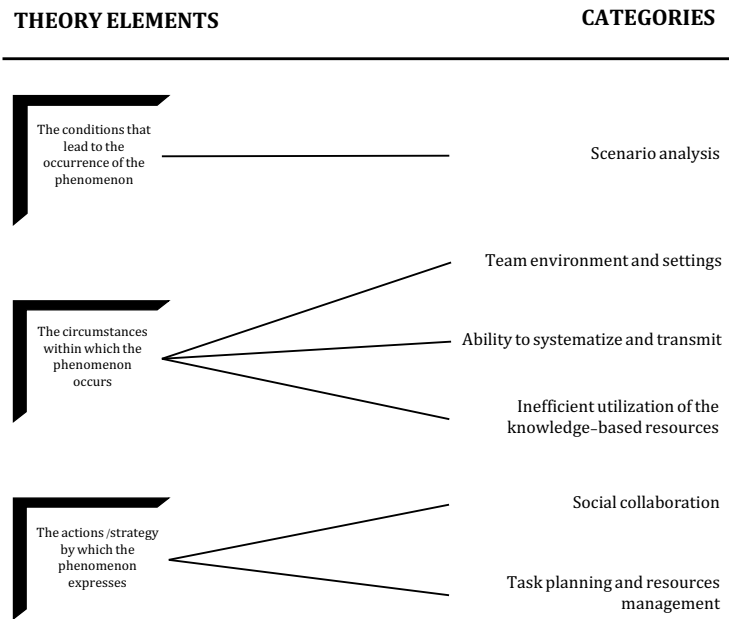 THEORY ELEMENTS
CATEGORIES
The conditions that
lead to the
occurrence of the
phenomenon
Scenario analysis
The circumstances
within which the
phenomenon
occurs
Team environment and settings
Ability to systematize and transmit
Inefficient utilization of the
knowledge–based resources
The actions /strategy
by which the
phenomenon
expresses
Social collaboration
Task planning and resources
management